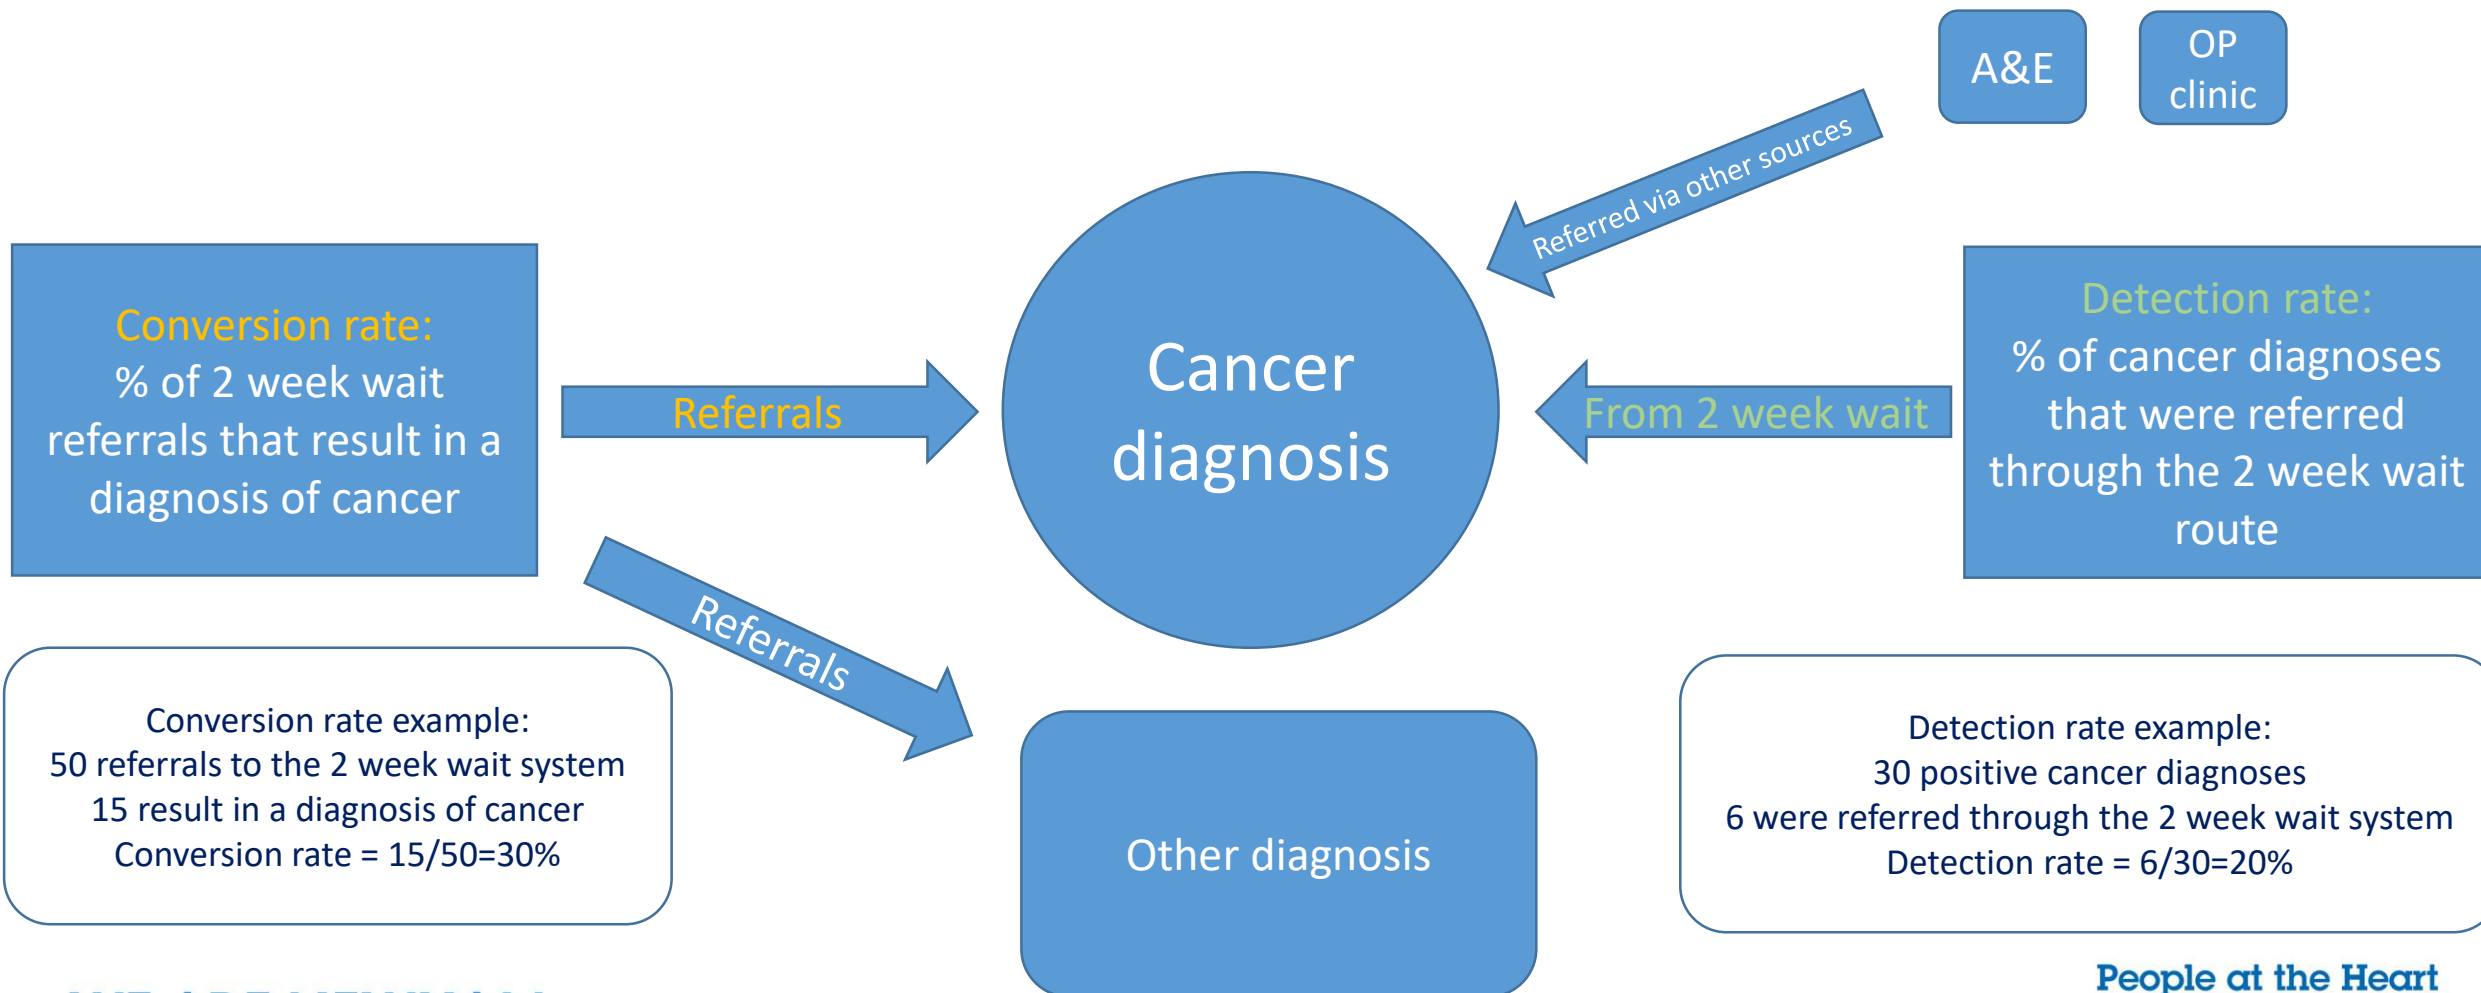 A&E
OP
clinic
Referred via other sources
Conversion rate:
% of 2 week wait
referrals that result in a
diagnosis of cancer
Referrals
Cancer
diagnosis
From 2 week wait
Detection rate:
% of cancer diagnoses
that were referred
through the 2 week wait
route
Referrals
Conversion rate example:
50 referrals to the 2 week wait system
15 result in a diagnosis of cancer
Conversion rate = 15/50=30%
Other diagnosis
Detection rate example:
30 positive cancer diagnoses
6 were referred through the 2 week wait system
Detection rate = 6/30=20%
People at the Heart